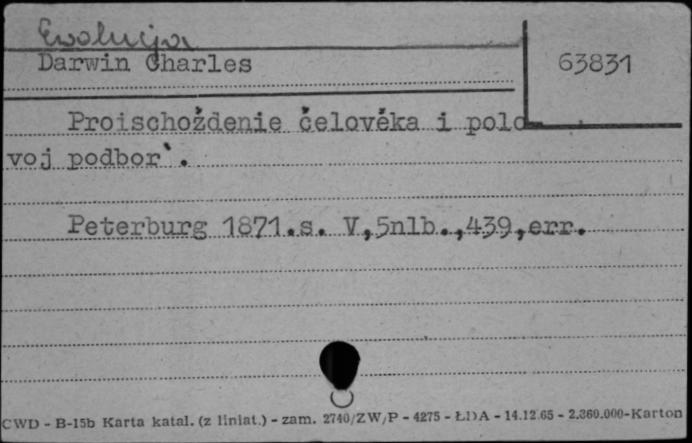 Ewolucja
Darwin Charles
63831
Proischoždenie čelověka i polo
voj podbor`.
Peterburg 1871.s. V,5nlb.,439,err.
CWD - B-15b Karta katal. (z liniat.) - zam. 2740/ZW/P - 4275 - ŁDA - 14.12.65 - 2.360.000-Karton